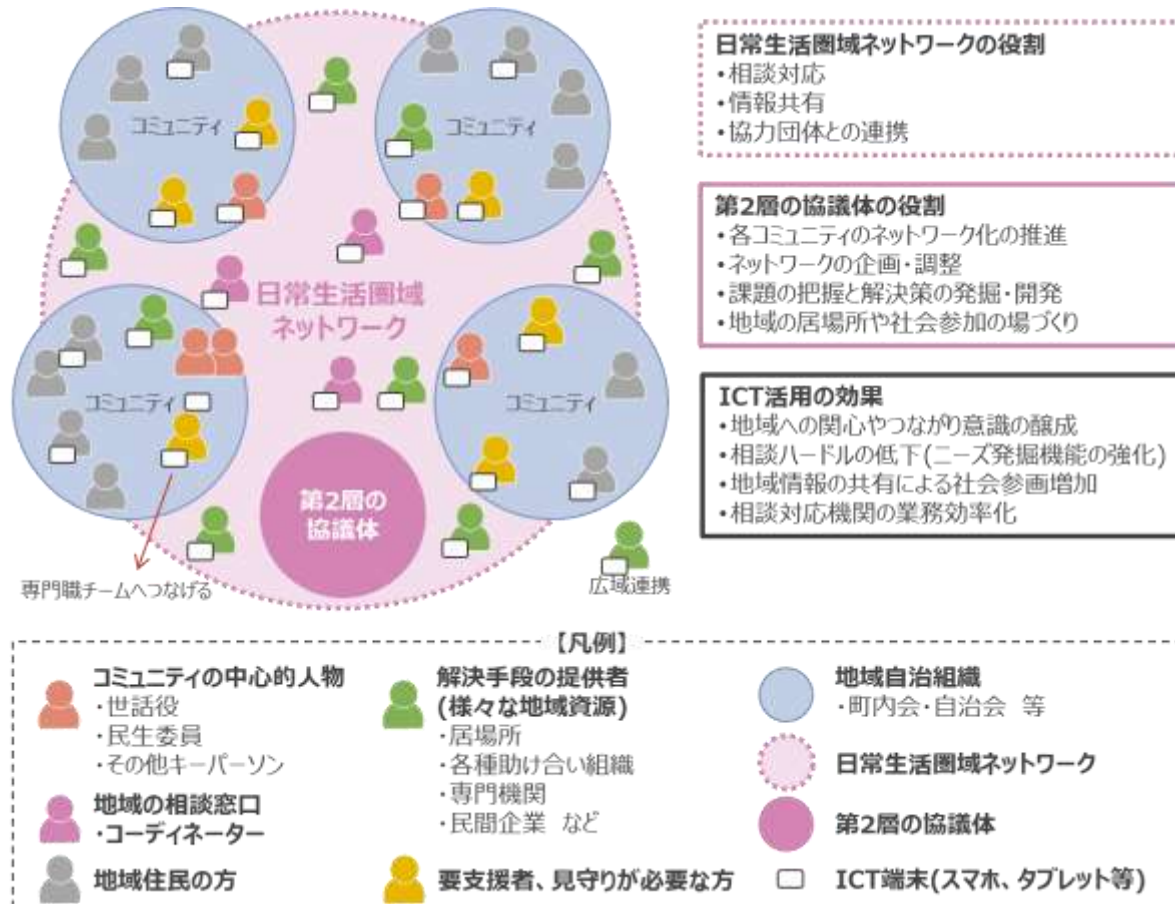 コミュニティ
コミュニティ
日常生活圏域
ネットワーク
コミュニティ
コミュニティ
第2層の
協議体
専門職チームへつなげる
広域連携
日常生活圏域ネットワークの役割
・相談対応
・情報共有
・協力団体との連携
第2層の協議体の役割
・各コミュニティのネットワーク化の推進
・ネットワークの企画・調整
・課題の把握と解決策の発掘・開発
・地域の居場所や社会参加の場づくり
ICT活用の効果
・地域への関心やつながり意識の醸成
・相談ハードルの低下(ニーズ発掘機能の強化)
・地域情報の共有による社会参画増加
・相談対応機関の業務効率化
【凡例】
コミュニティの中心的人物
・世話役
・民生委員
・その他キーパーソン
地域の相談窓口
・コーディネーター
地域住民の方
解決手段の提供者
(様々な地域資源)
・居場所
・各種助け合い組織
・専門機関
・民間企業 など
要支援者、見守りが必要な方
地域自治組織
・町内会・自治会 等
日常生活圏域ネットワーク
第2層の協議体
ICT端末(スマホ、タブレット等)